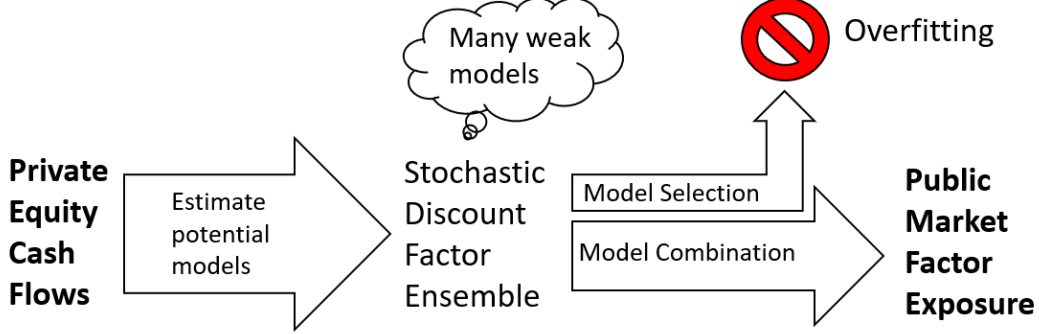 Many weak
models
Overfitting
Private
Equity
Cash
Flows
Estimate
potential
models
Stochastic
Discount
Factor
Ensemble
Model Selection
Model Combination
Public
Market
Factor
Exposure